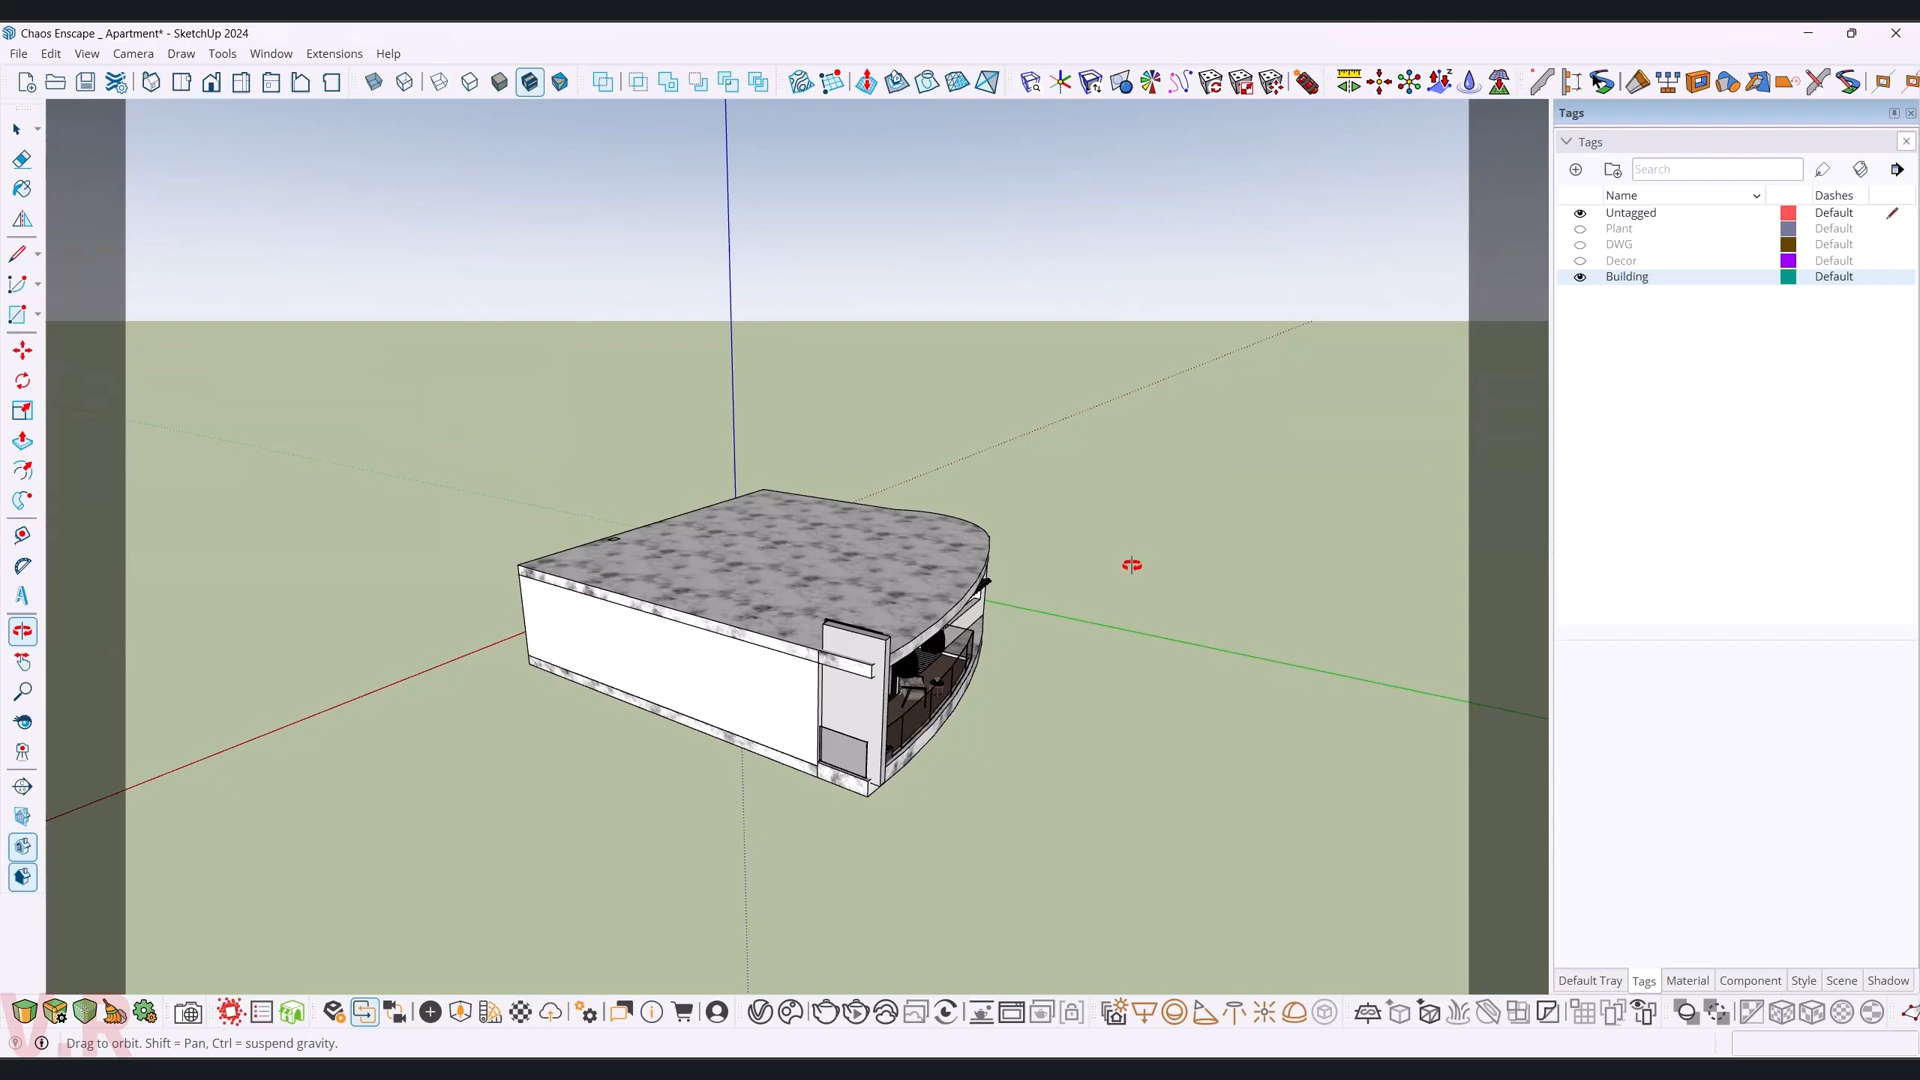 Chaos Enscape _ Apartment* - SketchUp 2024
File Edit View Camera Draw Tools Window Extensions Help
Tags
Tags
Search
Name Dashes
Untagged Default
Plant Default
DWG Default
Decor Default
Building Default
Default Tray Tags Material Component Style Scene Shadow
V.R
Drag to orbit. Shift = Pan, Ctrl = suspend gravity.